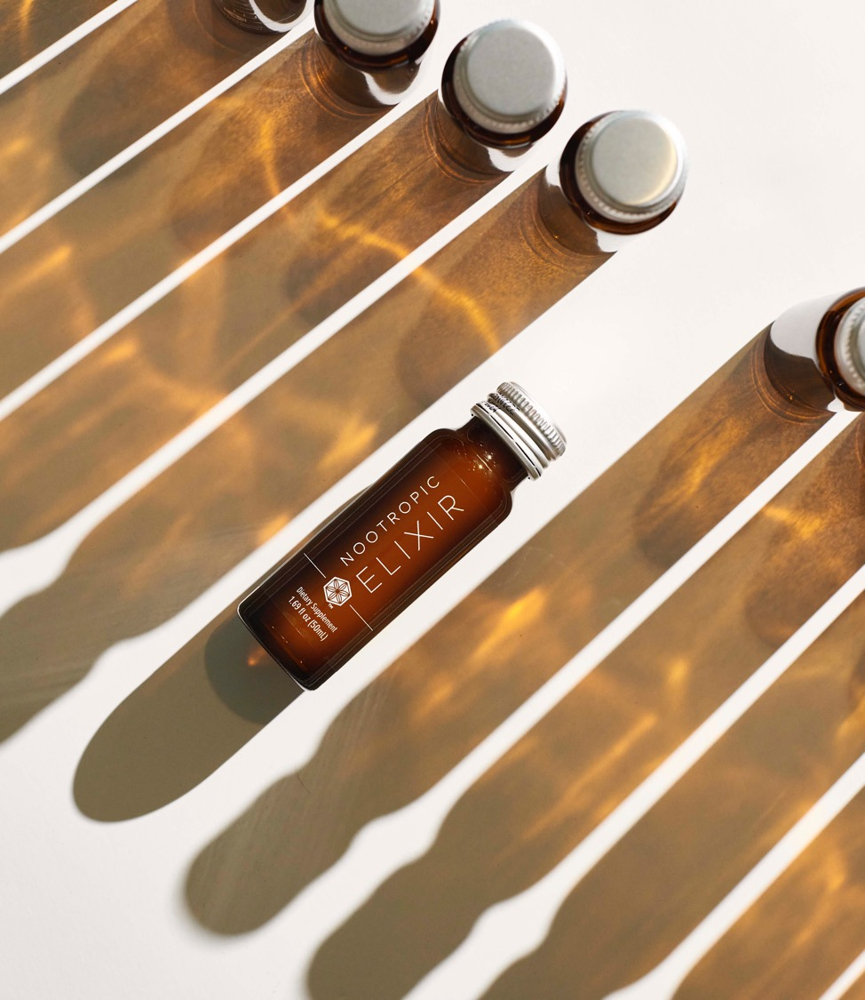 NOOTROPIC
ELIXIR
Dietary Supplement
1.69 fl oz (50mL)